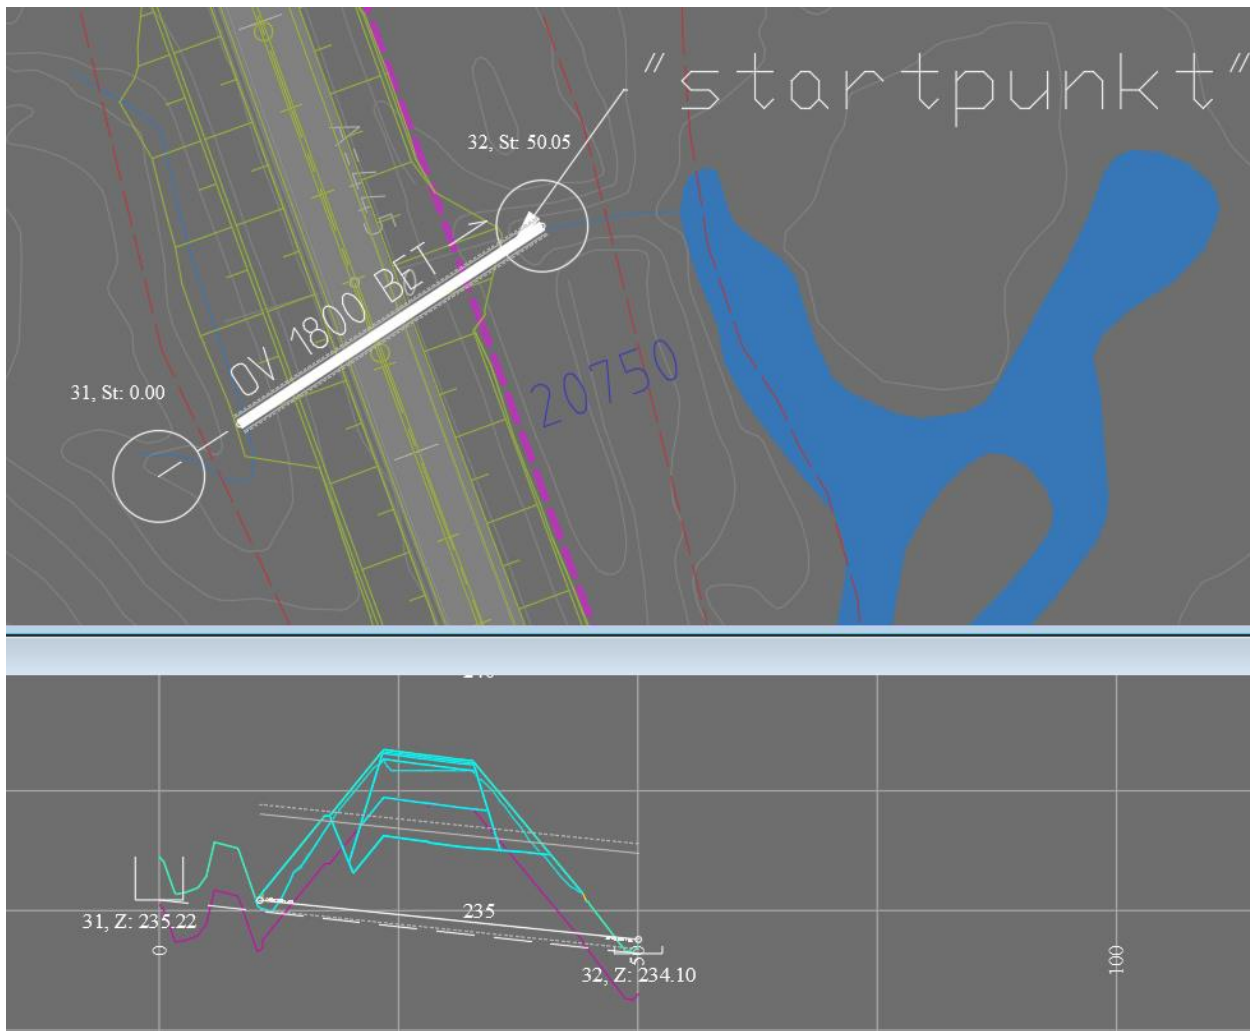 "startpunkt"
32, St: 50.05
A-445
OV 1800 BET
31, St: 0.00
20750
235
31, Z: 235.22
0
50
32, Z: 234.10
100